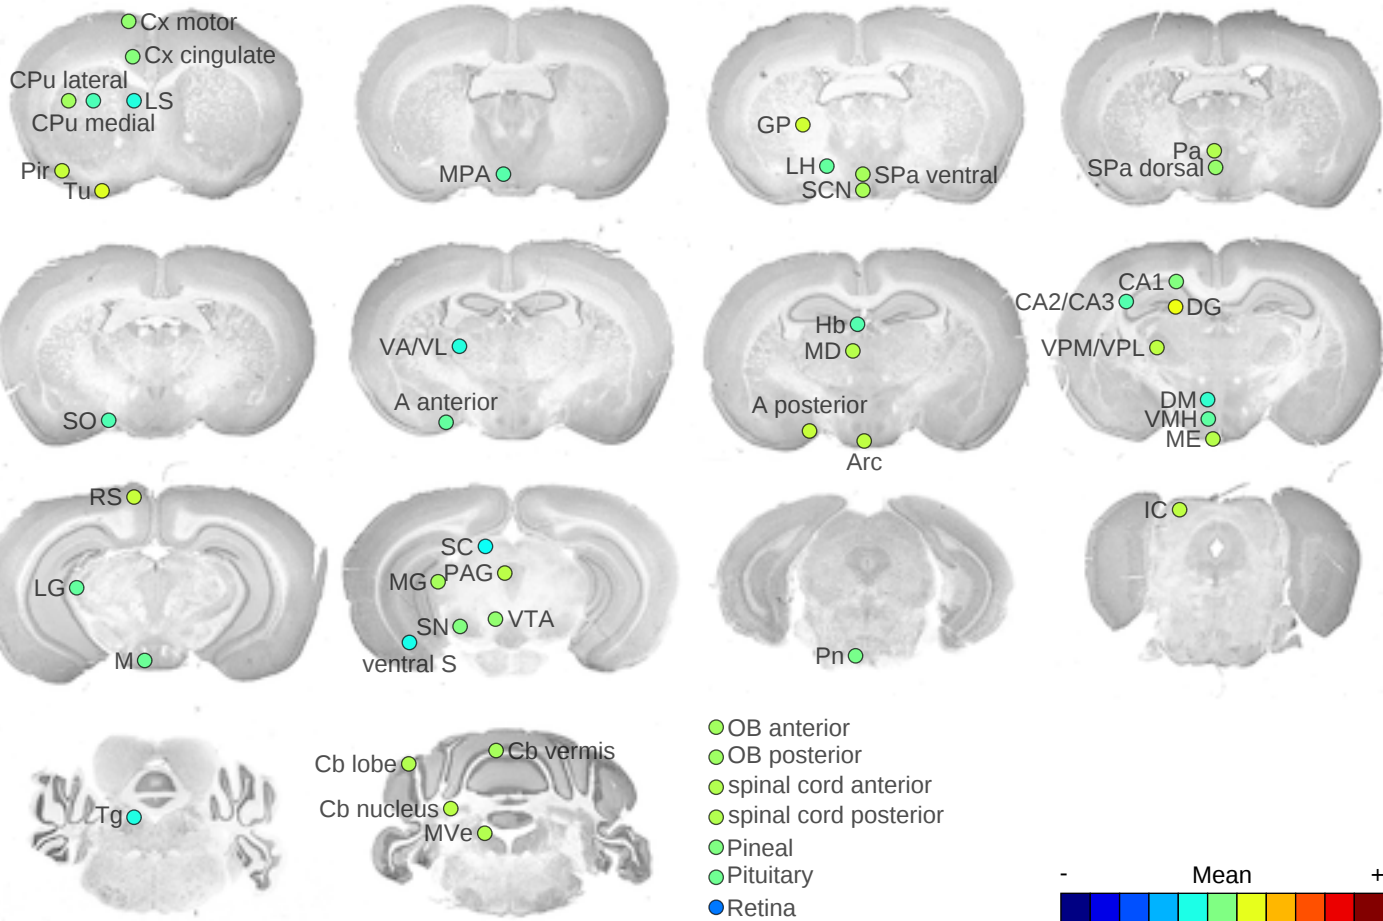 Cx motor
Cx cingulate
CPu lateral
LS
CPu medial
Pir
Tu
MPA
GP
LH
SPa ventral
SCN
Pa
SPa dorsal
SO
VA/VL
A anterior
Hb
MD
A posterior
Arc
CA1
CA2/CA3
DG
VPM/VPL
DM
VMH
ME
RS
LG
M
SC
MG
PAG
SN
VTA
ventral S
Pn
IC
Tg
Cb lobe
Cb vermis
Cb nucleus
MVe
OB anterior
OB posterior
spinal cord anterior
spinal cord posterior
Pineal
Pituitary
Retina
- Mean +